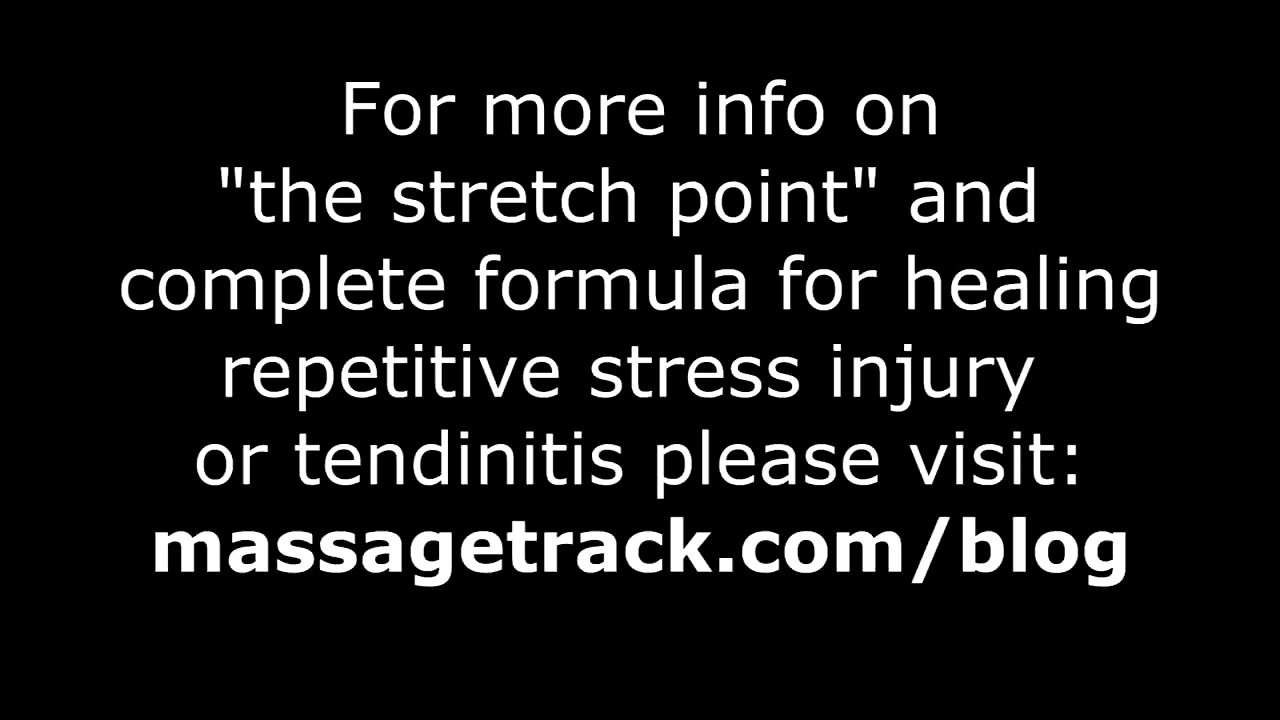 For more info on
"the stretch point" and
complete formula for healing
repetitive stress injury
or tendinitis please visit:
massagetrack.com/blog